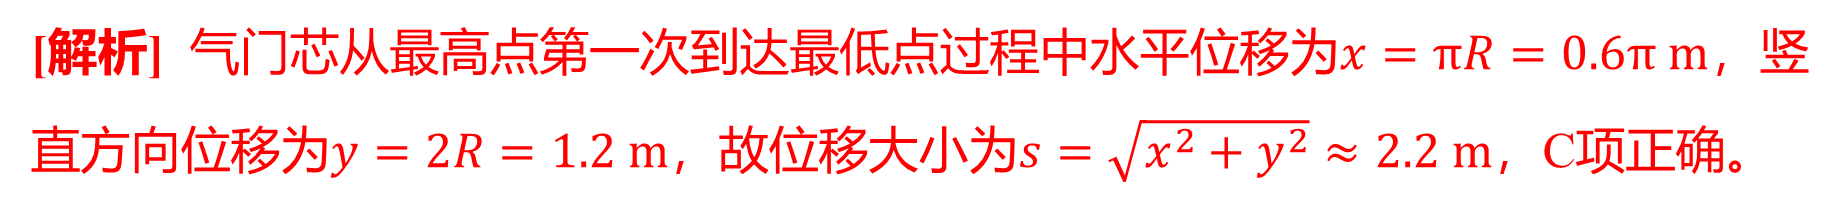 [解析] 气门芯从最高点第一次到达最低点过程中水平位移为x = πR = 0.6π m，竖
直方向位移为y = 2R = 1.2 m，故位移大小为s = √(x² + y²) ≈ 2.2 m，C项正确。